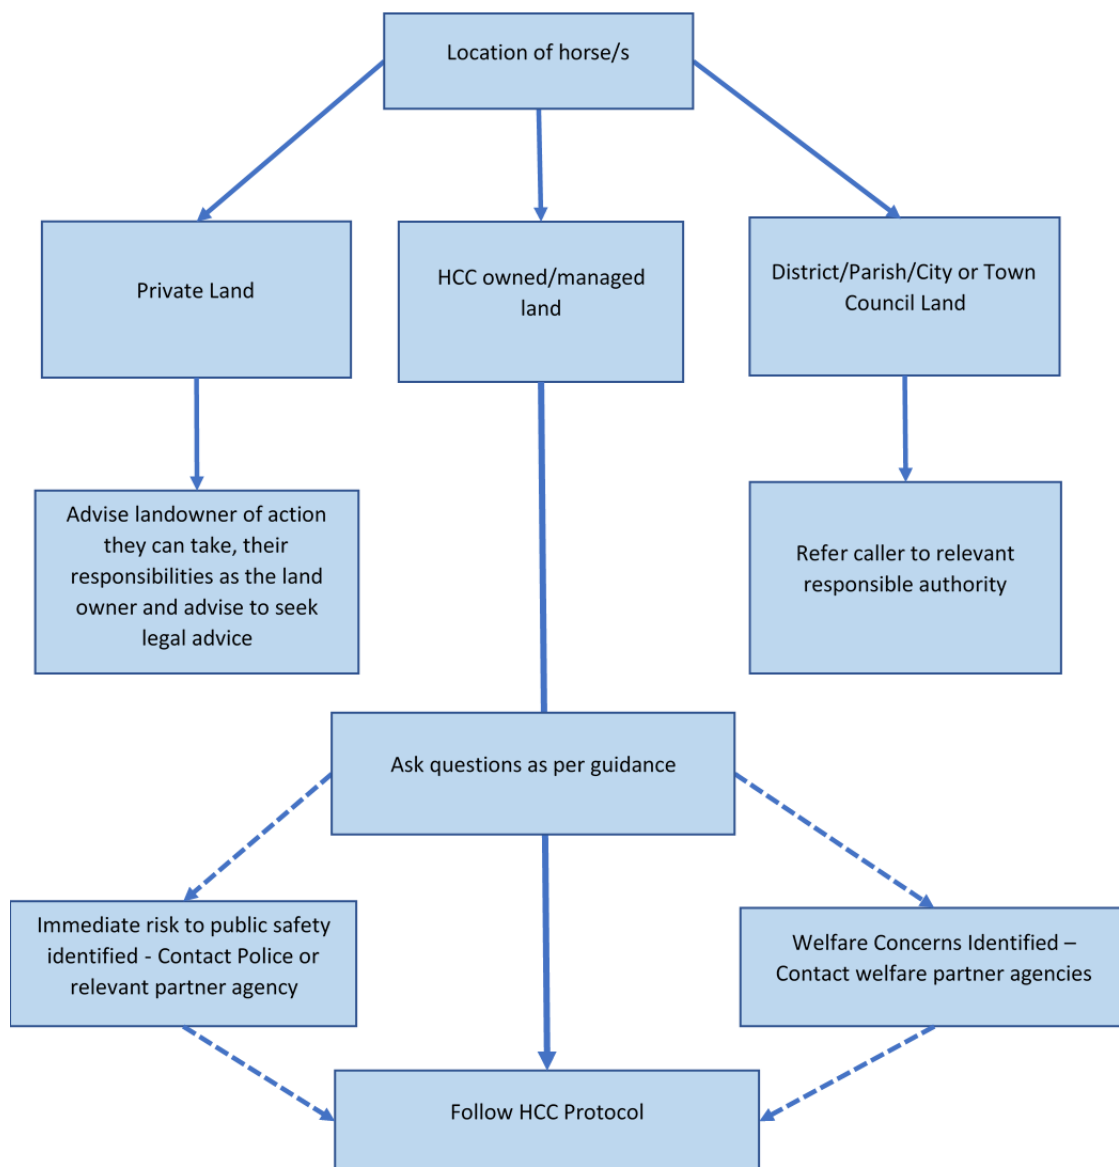 Location of horse/s
Private Land
HCC owned/managed
land
District/Parish/City or Town
Council Land
Advise landowner of action
they can take, their
responsibilities as the land
owner and advise to seek
legal advice
Refer caller to relevant
responsible authority
Ask questions as per guidance
Immediate risk to public safety
identified - Contact Police or
relevant partner agency
Welfare Concerns Identified –
Contact welfare partner agencies
Follow HCC Protocol